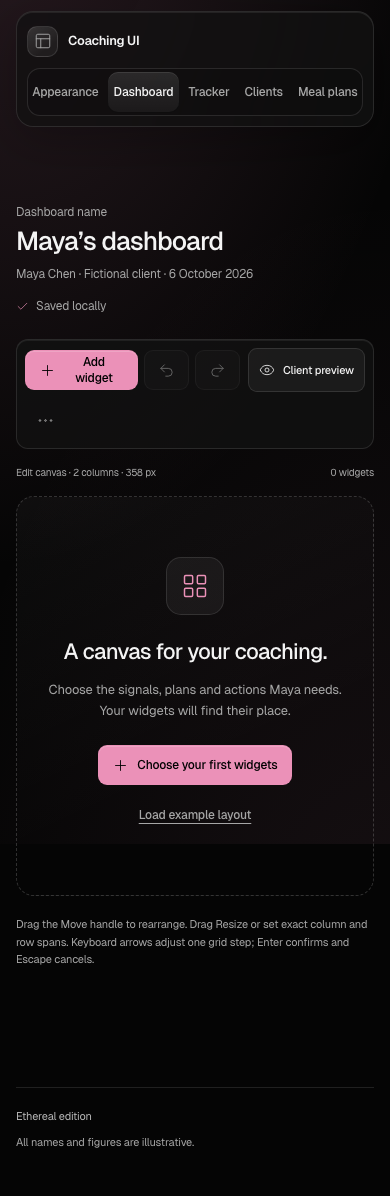 Coaching UI
Appearance Dashboard Tracker Clients Meal plans
Dashboard name
Maya’s dashboard
Maya Chen · Fictional client · 6 October 2026
Saved locally
Add
widget
Client preview
Edit canvas · 2 columns · 358 px
0 widgets
A canvas for your coaching.
Choose the signals, plans and actions Maya needs.
Your widgets will find their place.
Choose your first widgets
Load example layout
Drag the Move handle to rearrange. Drag Resize or set exact column and
row spans. Keyboard arrows adjust one grid step; Enter confirms and
Escape cancels.
Ethereal edition
All names and figures are illustrative.